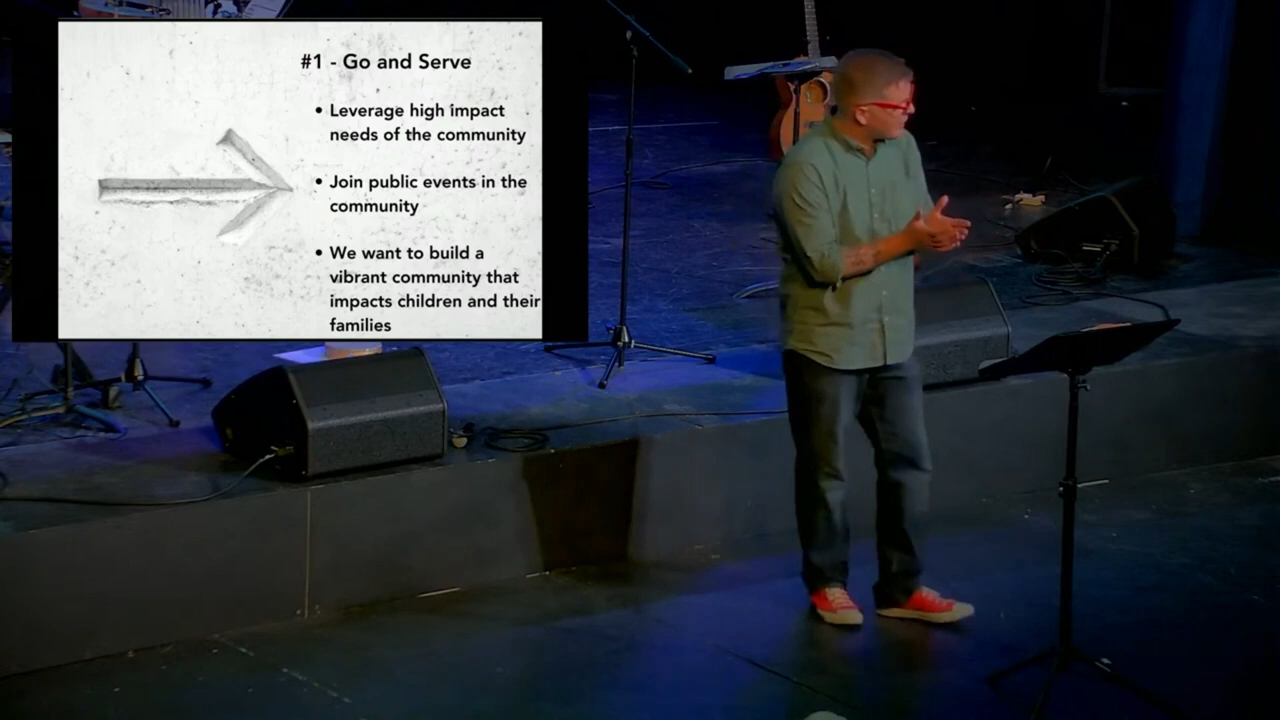 #1 - Go and Serve
• Leverage high impact
needs of the community
• Join public events in the
community
• We want to build a
vibrant community that
impacts children and their
families